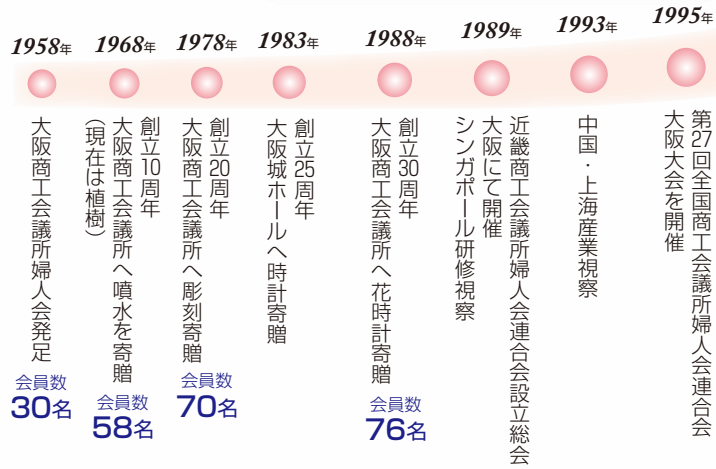 1958年
大阪商工会議所婦人会発足
会員数
30名
1968年
創立10周年
大阪商工会議所へ噴水を寄贈
(現在は植樹)
会員数
58名
1978年
創立20周年
大阪商工会議所へ彫刻寄贈
会員数
70名
1983年
創立25周年
大阪城ホールへ時計寄贈
1988年
創立30周年
大阪商工会議所へ花時計寄贈
会員数
76名
1989年
近畿商工会議所婦人会連合会設立総会
大阪にて開催
シンガポール研修視察
1993年
中国・上海産業視察
1995年
第27回全国商工会議所婦人会連合会
大阪大会を開催